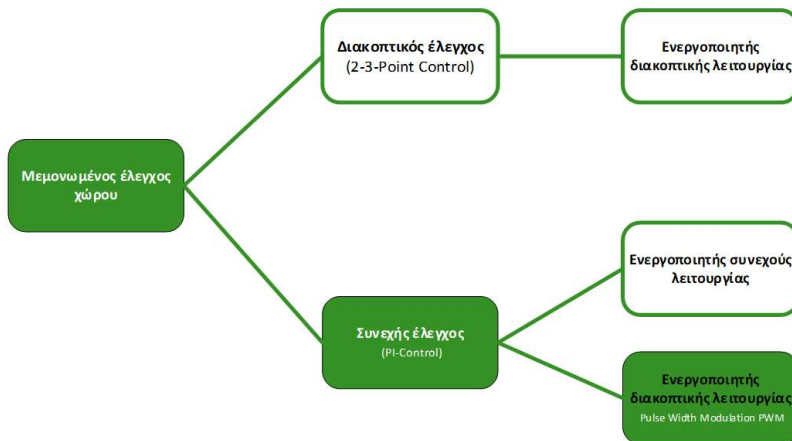 Διακοπτικός έλεγχος
(2-3-Point Control)
Ενεργοποιητής
διακοπτικής λειτουργίας
Μεμονωμένος έλεγχος
χώρου
Ενεργοποιητής συνεχούς
λειτουργίας
Συνεχής έλεγχος
(PI-Control)
Ενεργοποιητής
διακοπτικής λειτουργίας
Pulse Width Modulation PWM